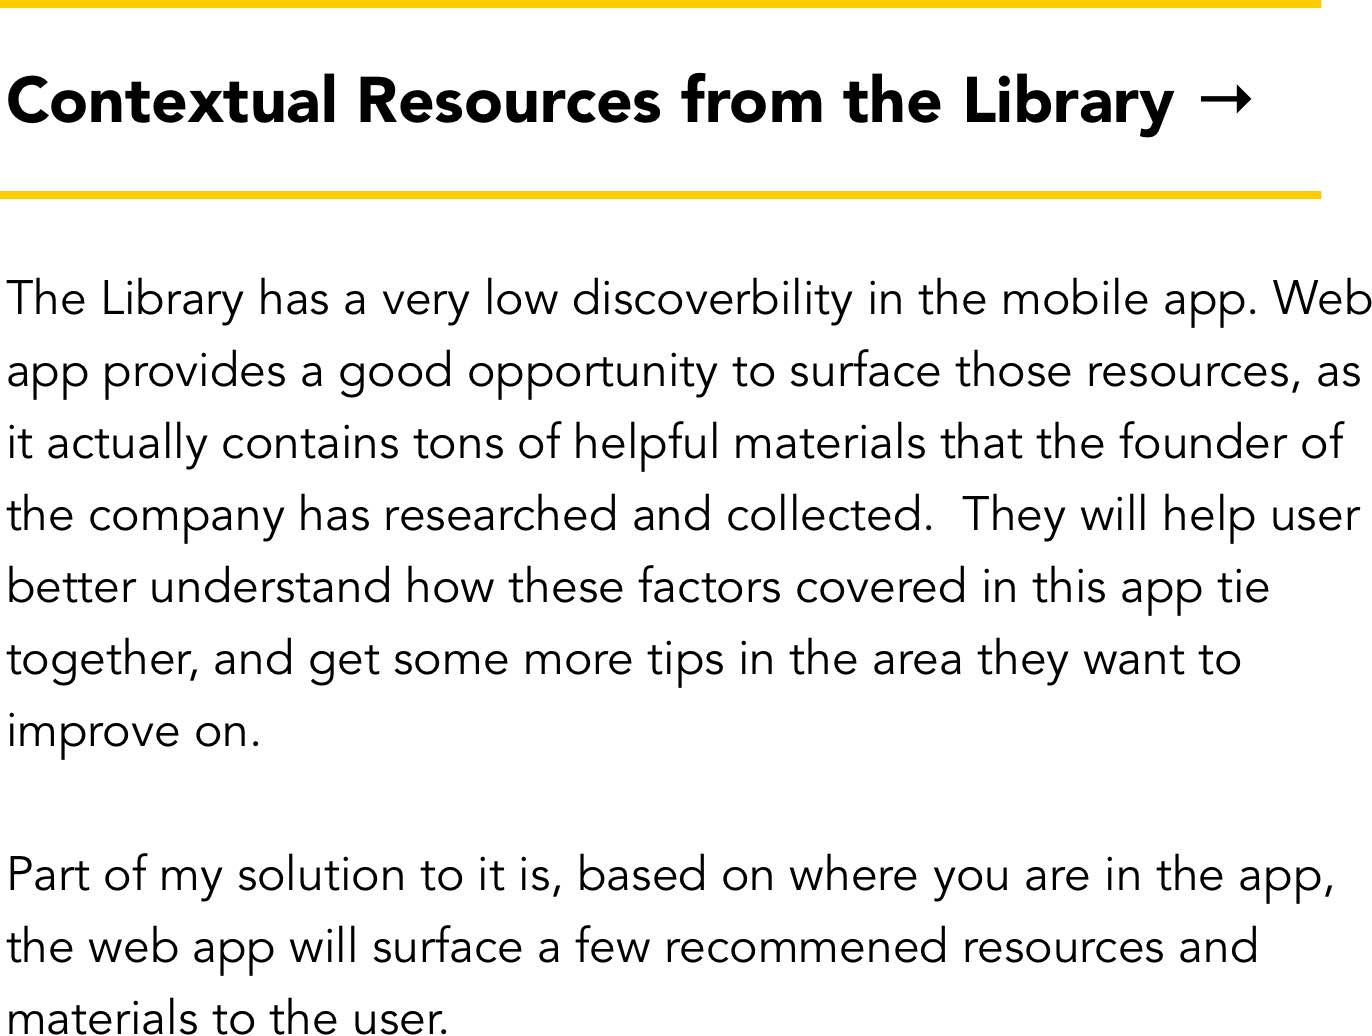 Contextual Resources from the Library →
The Library has a very low discoverbility in the mobile app. Web
app provides a good opportunity to surface those resources, as
it actually contains tons of helpful materials that the founder of
the company has researched and collected.  They will help user
better understand how these factors covered in this app tie
together, and get some more tips in the area they want to
improve on.
Part of my solution to it is, based on where you are in the app,
the web app will surface a few recommened resources and
materials to the user.